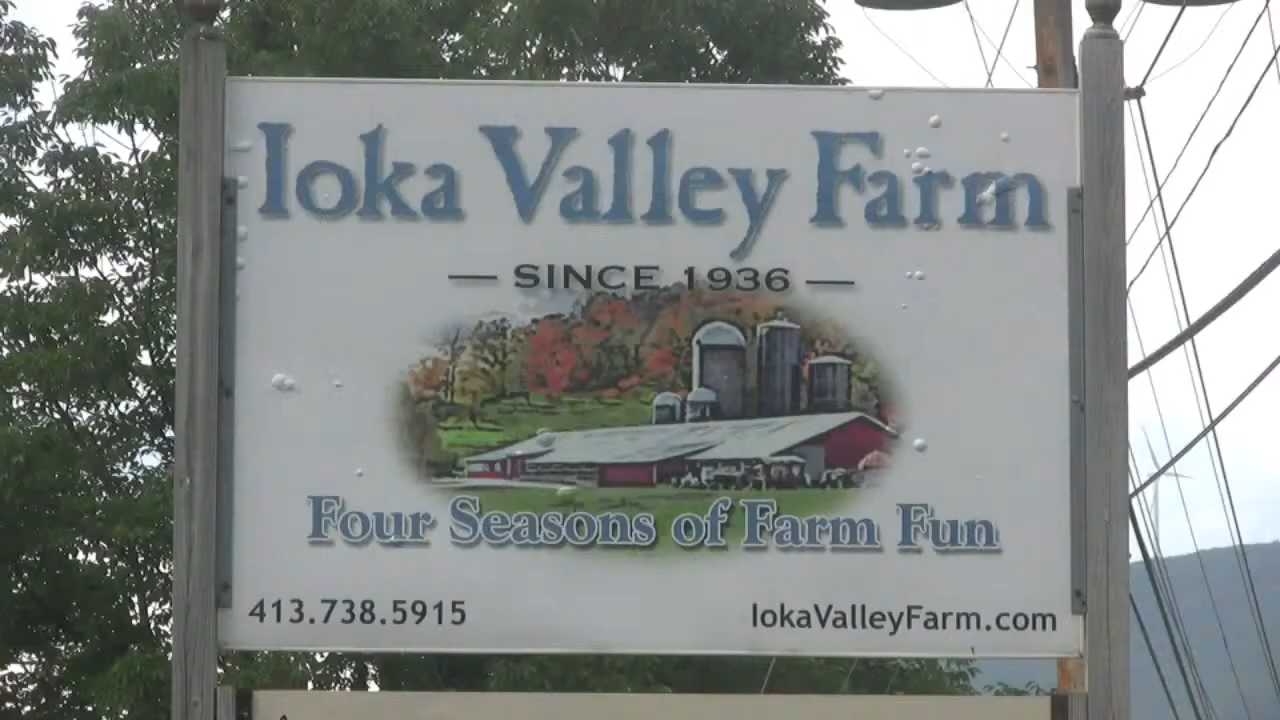 Ioka Valley Farm
— SINCE 1936 —
Four Seasons of Farm Fun
413.738.5915
IokaValleyFarm.com